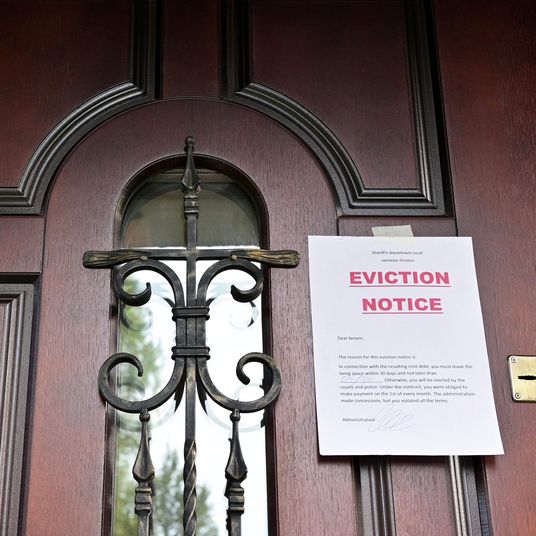 Sheriff's department court
services division
EVICTION
NOTICE
Dear tenant,
The reason for this eviction notice is :
In connection with the resulting rent debt, you must leave the
living space within 30 days and not later than
. Otherwise, you will be evicted by the
courts and police. Under the contract, you were obliged to
make payment on the 1st of every month. The administration
made concessions, but you violated all the terms.
Administration